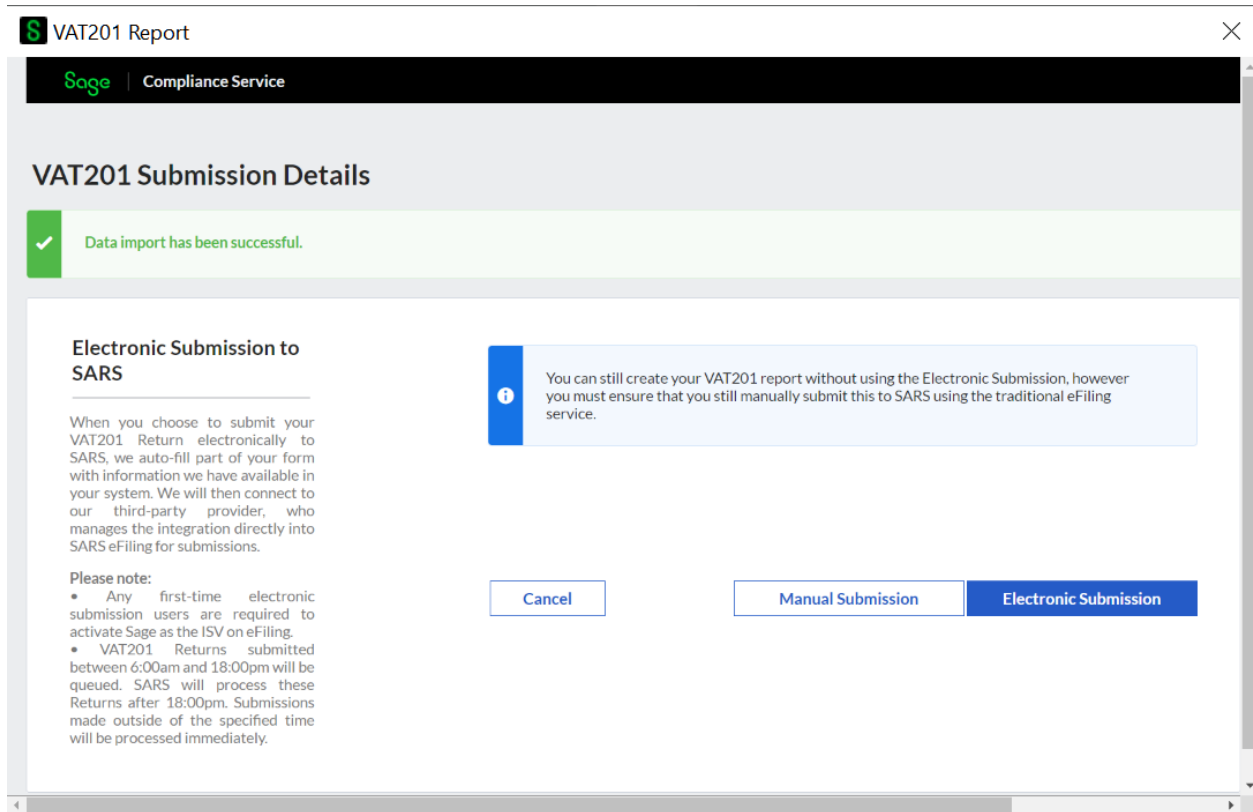 VAT201 Report
Sage | Compliance Service
VAT201 Submission Details
Data import has been successful.
Electronic Submission to
SARS
When you choose to submit your
VAT201 Return electronically to
SARS, we auto-fill part of your form
with information we have available in
your system. We will then connect to
our third-party provider, who
manages the integration directly into
SARS eFiling for submissions.
Please note:
• Any first-time electronic
submission users are required to
activate Sage as the ISV on eFiling.
• VAT201 Returns submitted
between 6:00am and 18:00pm will be
queued. SARS will process these
Returns after 18:00pm. Submissions
made outside of the specified time
will be processed immediately.
You can still create your VAT201 report without using the Electronic Submission, however
you must ensure that you still manually submit this to SARS using the traditional eFiling
service.
Cancel
Manual Submission
Electronic Submission